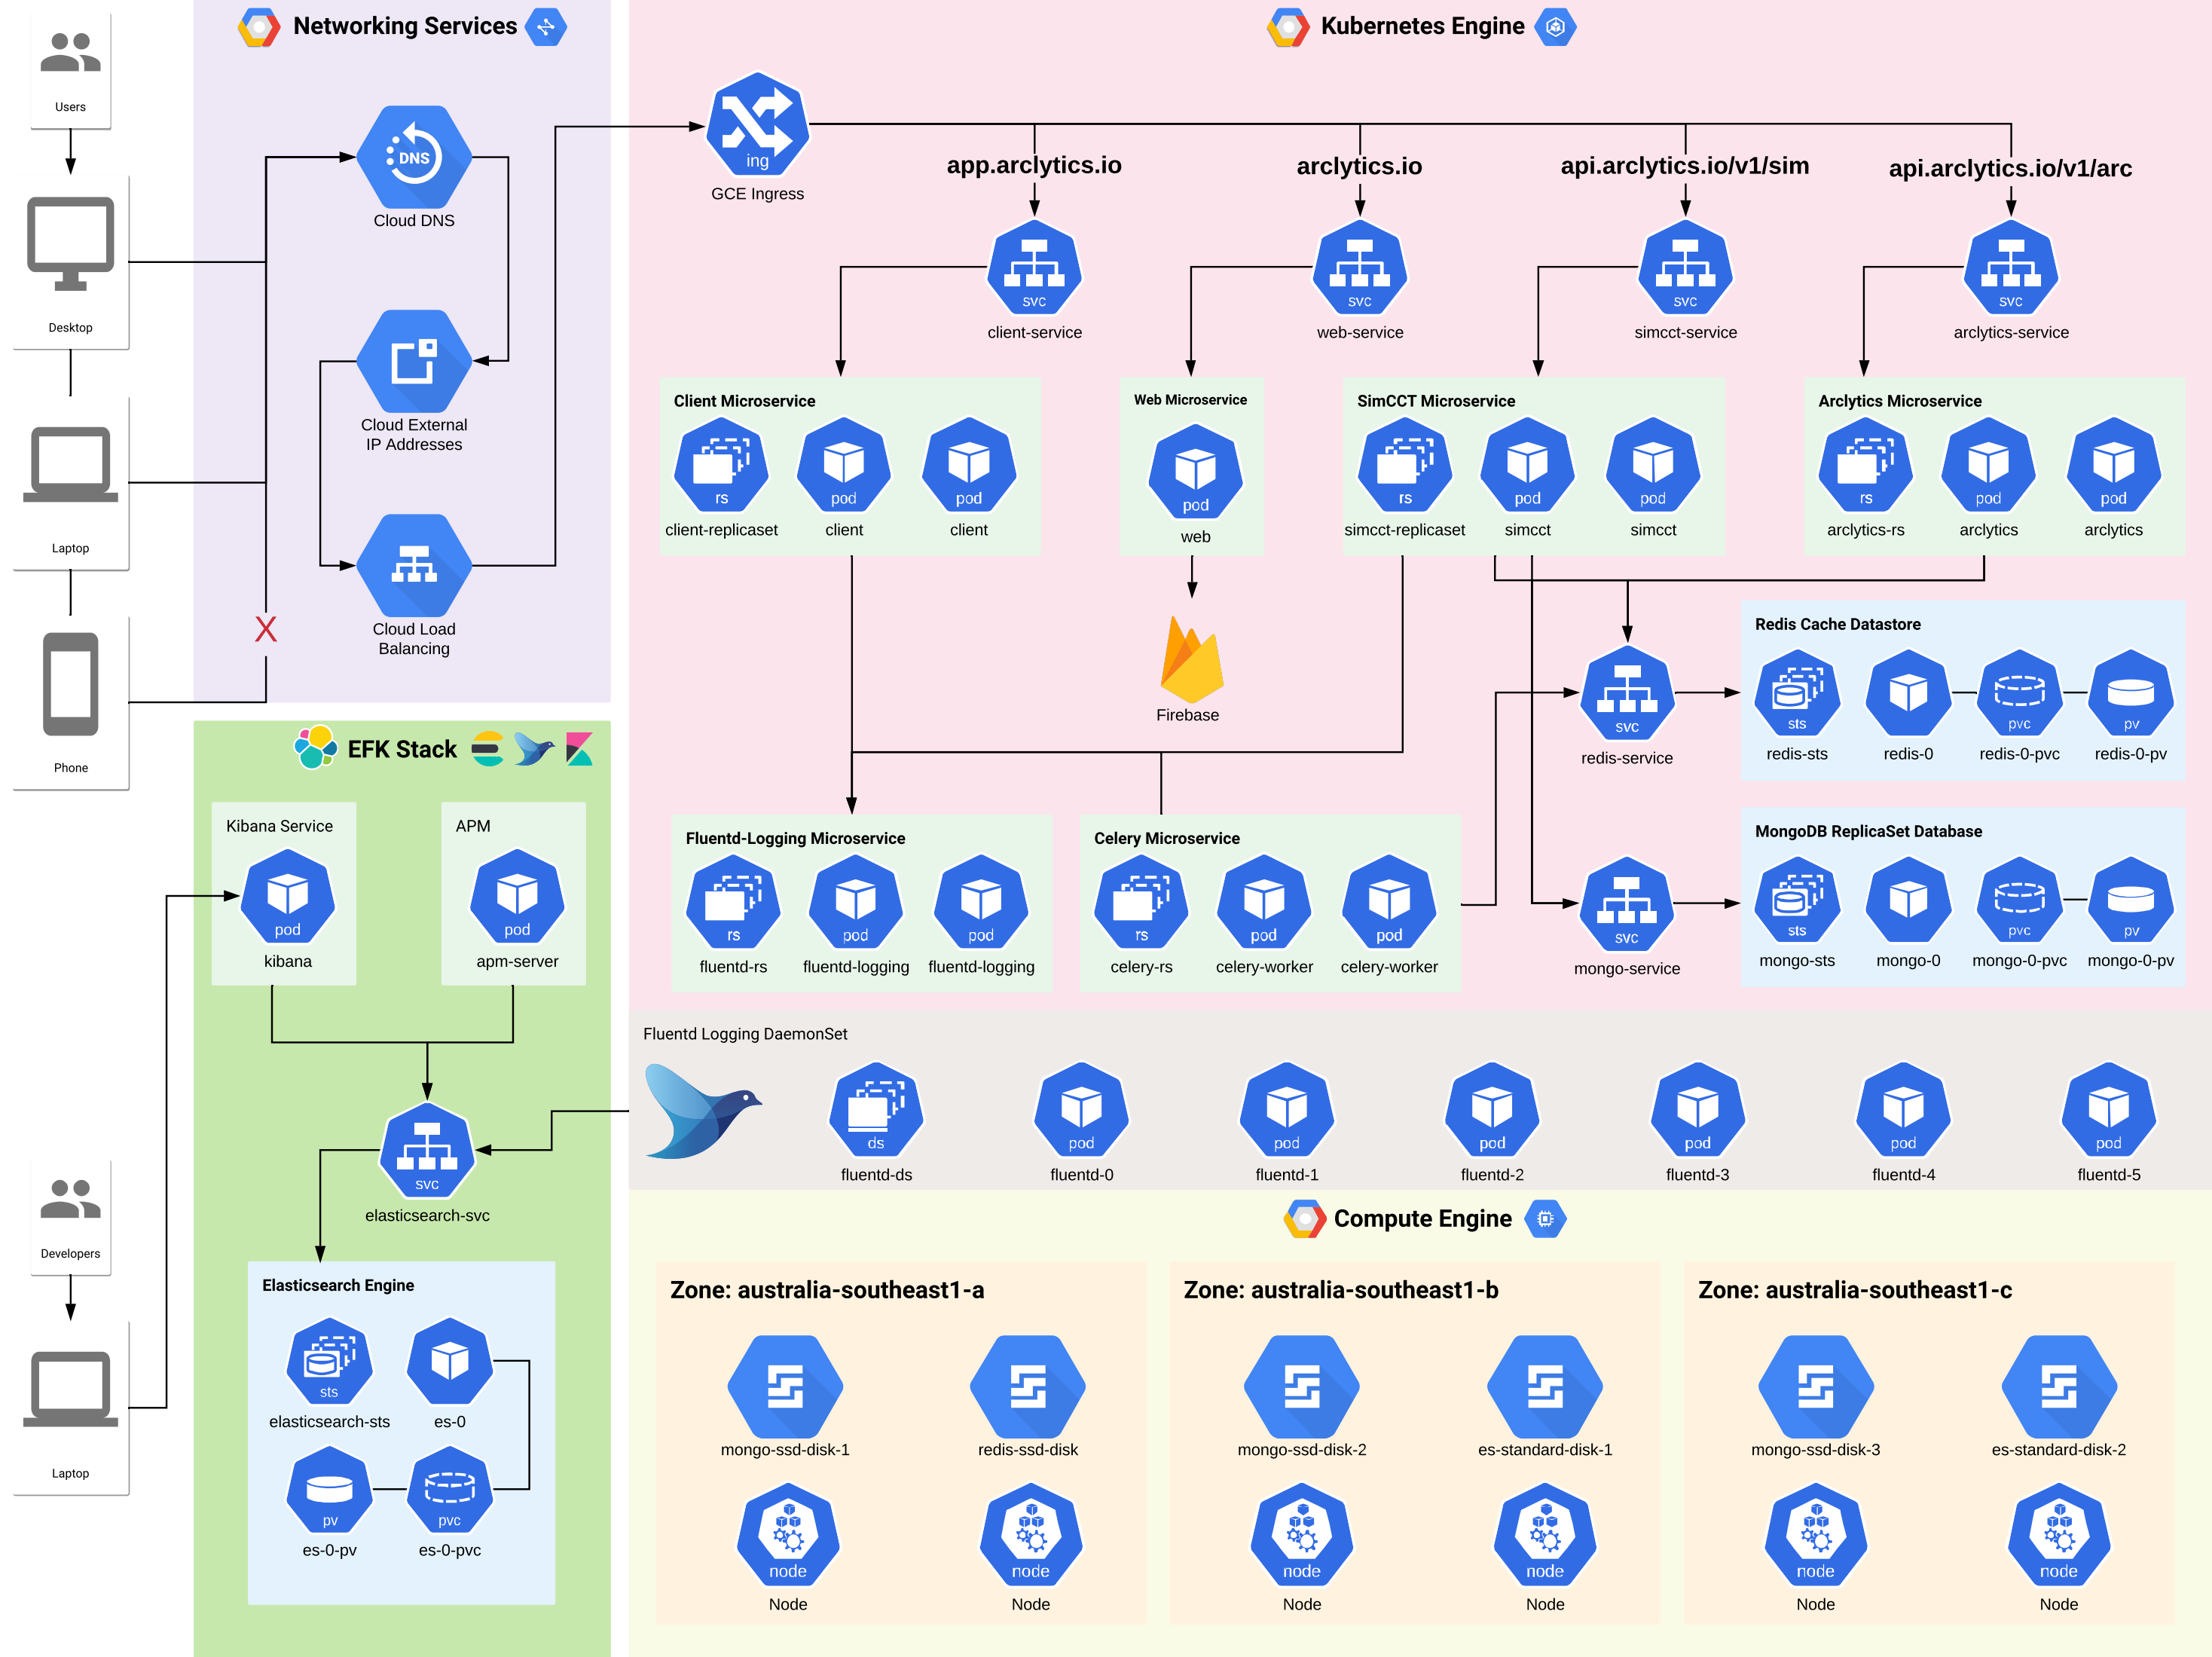 Users
Desktop
Laptop
Phone
Developers
Laptop
Networking Services
DNS
Cloud DNS
Cloud External
IP Addresses
Cloud Load
Balancing
X
EFK Stack
Kibana Service
pod
kibana
APM
pod
apm-server
svc
elasticsearch-svc
Elasticsearch Engine
sts
elasticsearch-sts
es-0
pv
es-0-pv
pvc
es-0-pvc
Kubernetes Engine
ing
GCE Ingress
app.arclytics.io
arclytics.io
api.arclytics.io/v1/sim
api.arclytics.io/v1/arc
svc
client-service
svc
web-service
svc
simcct-service
svc
arclytics-service
Client Microservice
rs
client-replicaset
pod
client
pod
client
Web Microservice
pod
web
SimCCT Microservice
rs
simcct-replicaset
pod
simcct
pod
simcct
Arclytics Microservice
rs
arclytics-rs
pod
arclytics
pod
arclytics
Firebase
svc
redis-service
Redis Cache Datastore
sts
redis-sts
redis-0
pvc
redis-0-pvc
pv
redis-0-pv
Fluentd-Logging Microservice
rs
fluentd-rs
pod
fluentd-logging
pod
fluentd-logging
Celery Microservice
rs
celery-rs
pod
celery-worker
pod
celery-worker
svc
mongo-service
MongoDB ReplicaSet Database
sts
mongo-sts
mongo-0
pvc
mongo-0-pvc
pv
mongo-0-pv
Fluentd Logging DaemonSet
ds
fluentd-ds
pod
fluentd-0
pod
fluentd-1
pod
fluentd-2
pod
fluentd-3
pod
fluentd-4
pod
fluentd-5
Compute Engine
Zone: australia-southeast1-a
mongo-ssd-disk-1
redis-ssd-disk
node
Node
node
Node
Zone: australia-southeast1-b
mongo-ssd-disk-2
es-standard-disk-1
node
Node
node
Node
Zone: australia-southeast1-c
mongo-ssd-disk-3
es-standard-disk-2
node
Node
node
Node